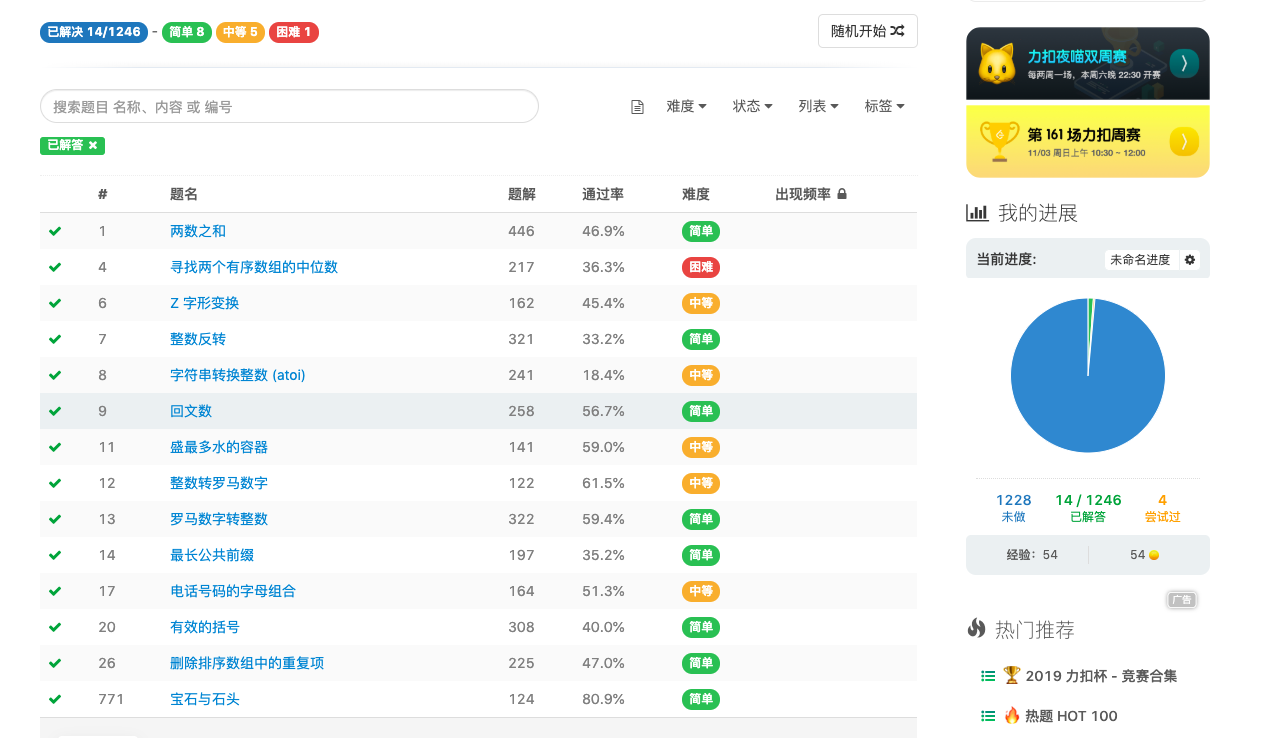 已解决 14/1246 - 简单 8 中等 5 困难 1
随机开始
搜索题目 名称、内容 或 编号
难度 状态 列表 标签
已解答 ×
# 题名 题解 通过率 难度 出现频率
1 两数之和 446 46.9% 简单
4 寻找两个有序数组的中位数 217 36.3% 困难
6 Z 字形变换 162 45.4% 中等
7 整数反转 321 33.2% 简单
8 字符串转换整数 (atoi) 241 18.4% 中等
9 回文数 258 56.7% 简单
11 盛最多水的容器 141 59.0% 中等
12 整数转罗马数字 122 61.5% 中等
13 罗马数字转整数 322 59.4% 简单
14 最长公共前缀 197 35.2% 简单
17 电话号码的字母组合 164 51.3% 中等
20 有效的括号 308 40.0% 简单
26 删除排序数组中的重复项 225 47.0% 简单
771 宝石与石头 124 80.9% 简单
力扣夜喵双周赛
每两周一场，本周六晚 22:30 开赛
第 161 场力扣周赛
11/03 周日上午 10:30 ~ 12:00
我的进展
当前进度: 未命名进度
1228 14 / 1246 4
未做 已解答 尝试过
经验: 54 54
广告
热门推荐
2019 力扣杯 - 竞赛合集
热题 HOT 100